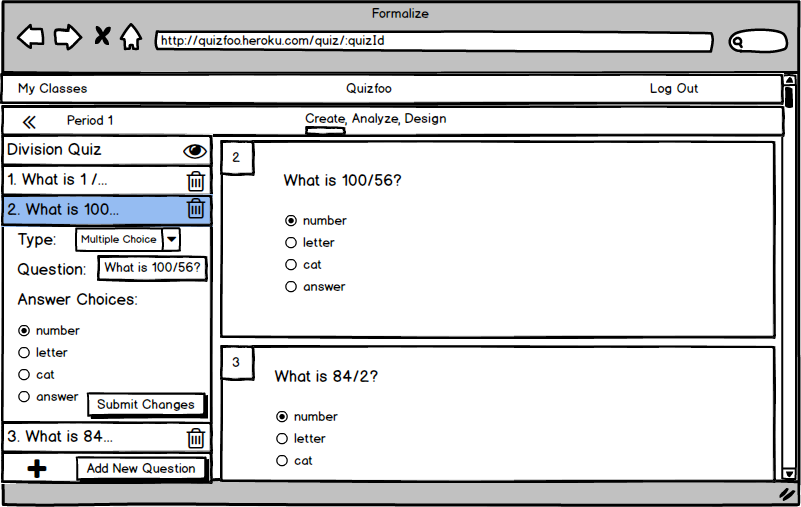 Formalize
http://quizfoo.heroku.com/quiz/:quizId
My Classes Quizfoo Log Out
Period 1 Create, Analyze, Design
Division Quiz
1. What is 1 /...
2. What is 100...
Type: Multiple Choice
Question: What is 100/56?
Answer Choices:
number
letter
cat
answer
Submit Changes
3. What is 84...
Add New Question
2
What is 100/56?
number
letter
cat
answer
3
What is 84/2?
number
letter
cat